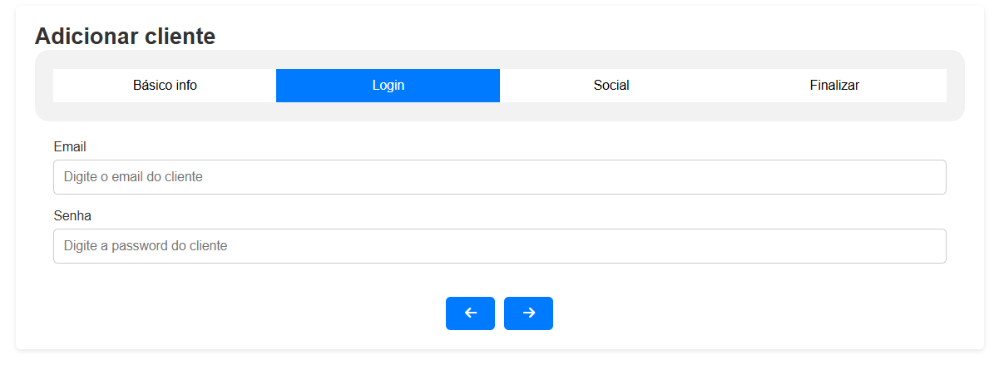 Adicionar cliente
Básico info Login Social Finalizar
Email
Digite o email do cliente
Senha
Digite a password do cliente